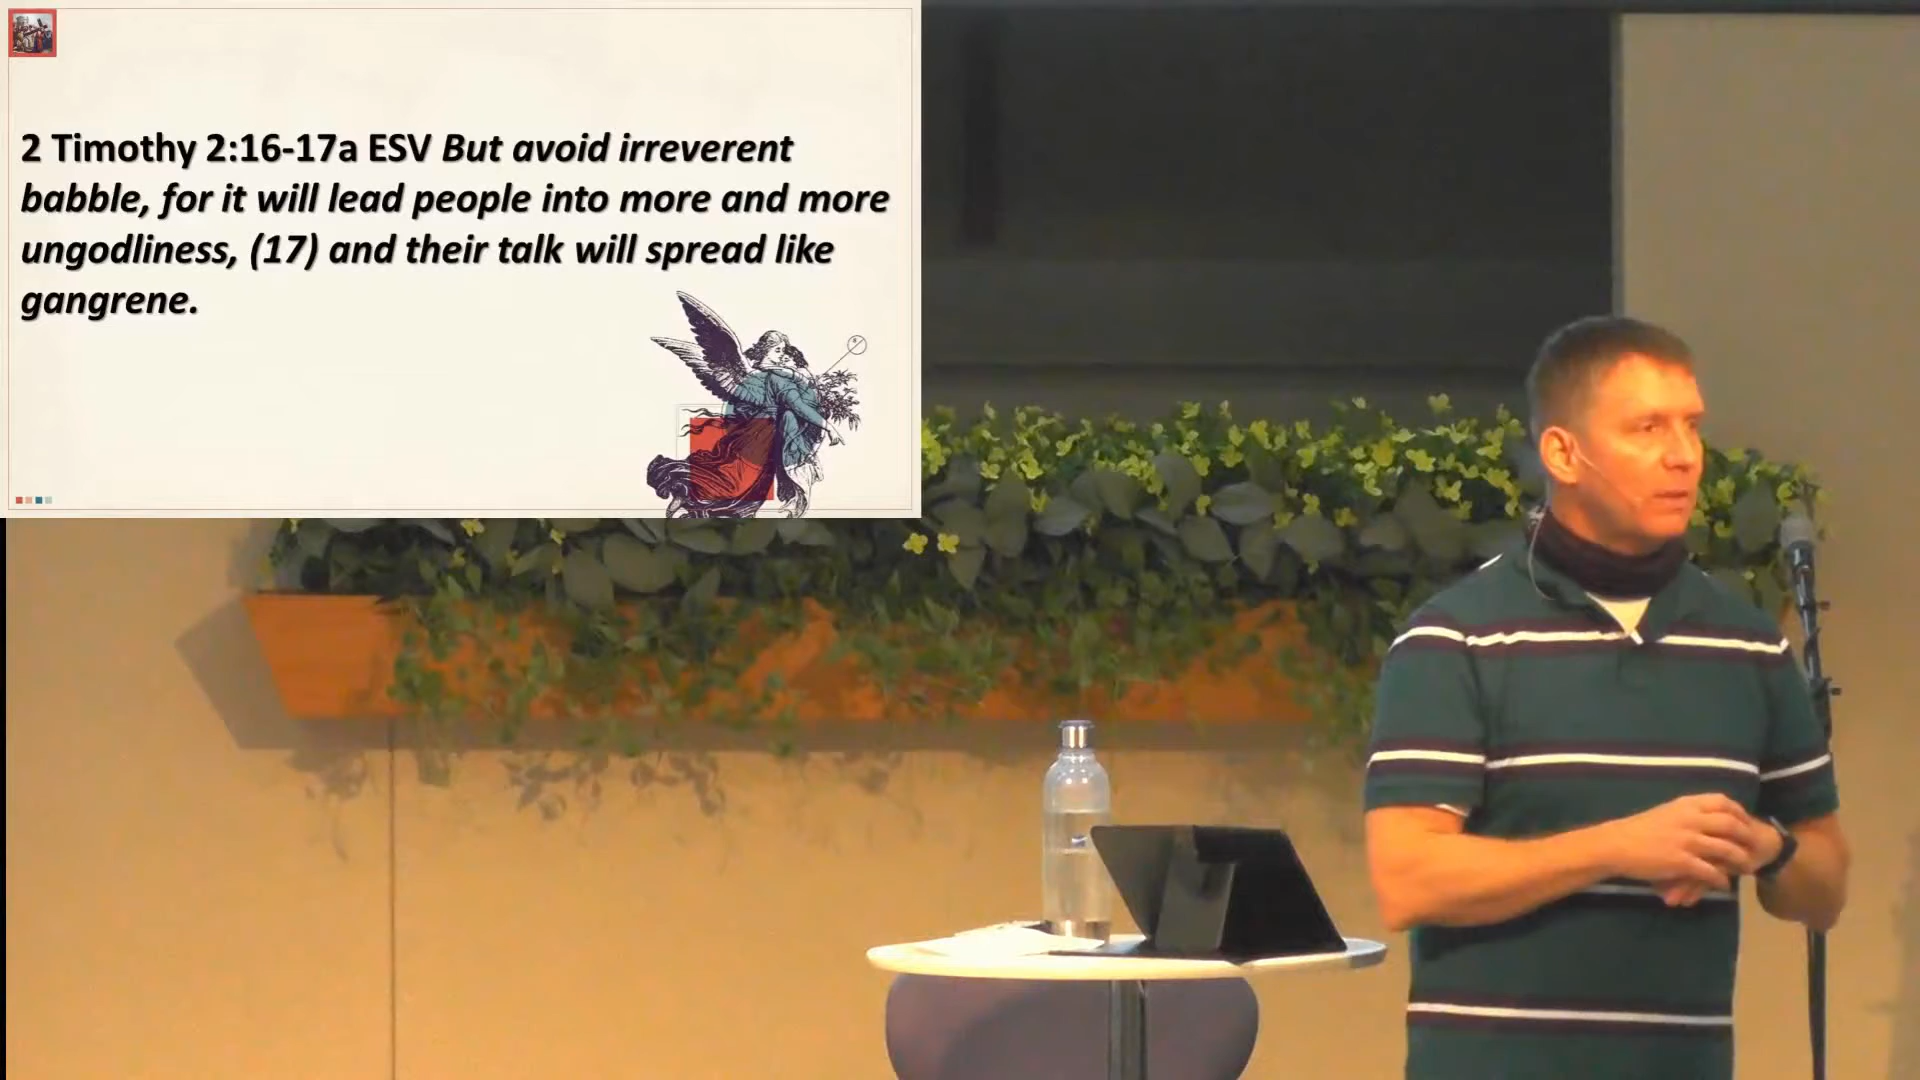 2 Timothy 2:16-17a ESV But avoid irreverent
babble, for it will lead people into more and more
ungodliness, (17) and their talk will spread like
gangrene.